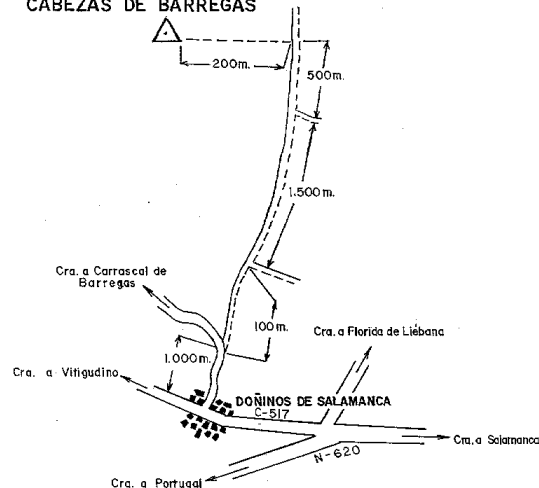 CABEZAS DE BARREGAS
200m.
500m.
1.500m.
Cra. a Carrascal de
Barregas
100m.
Cra. a Florida de Liébana
1.000m.
Cra. a Vitigudino
DOÑINOS DE SALAMANCA
C-517
Cra. a Salamanca
N-620
Cra. a Portugal